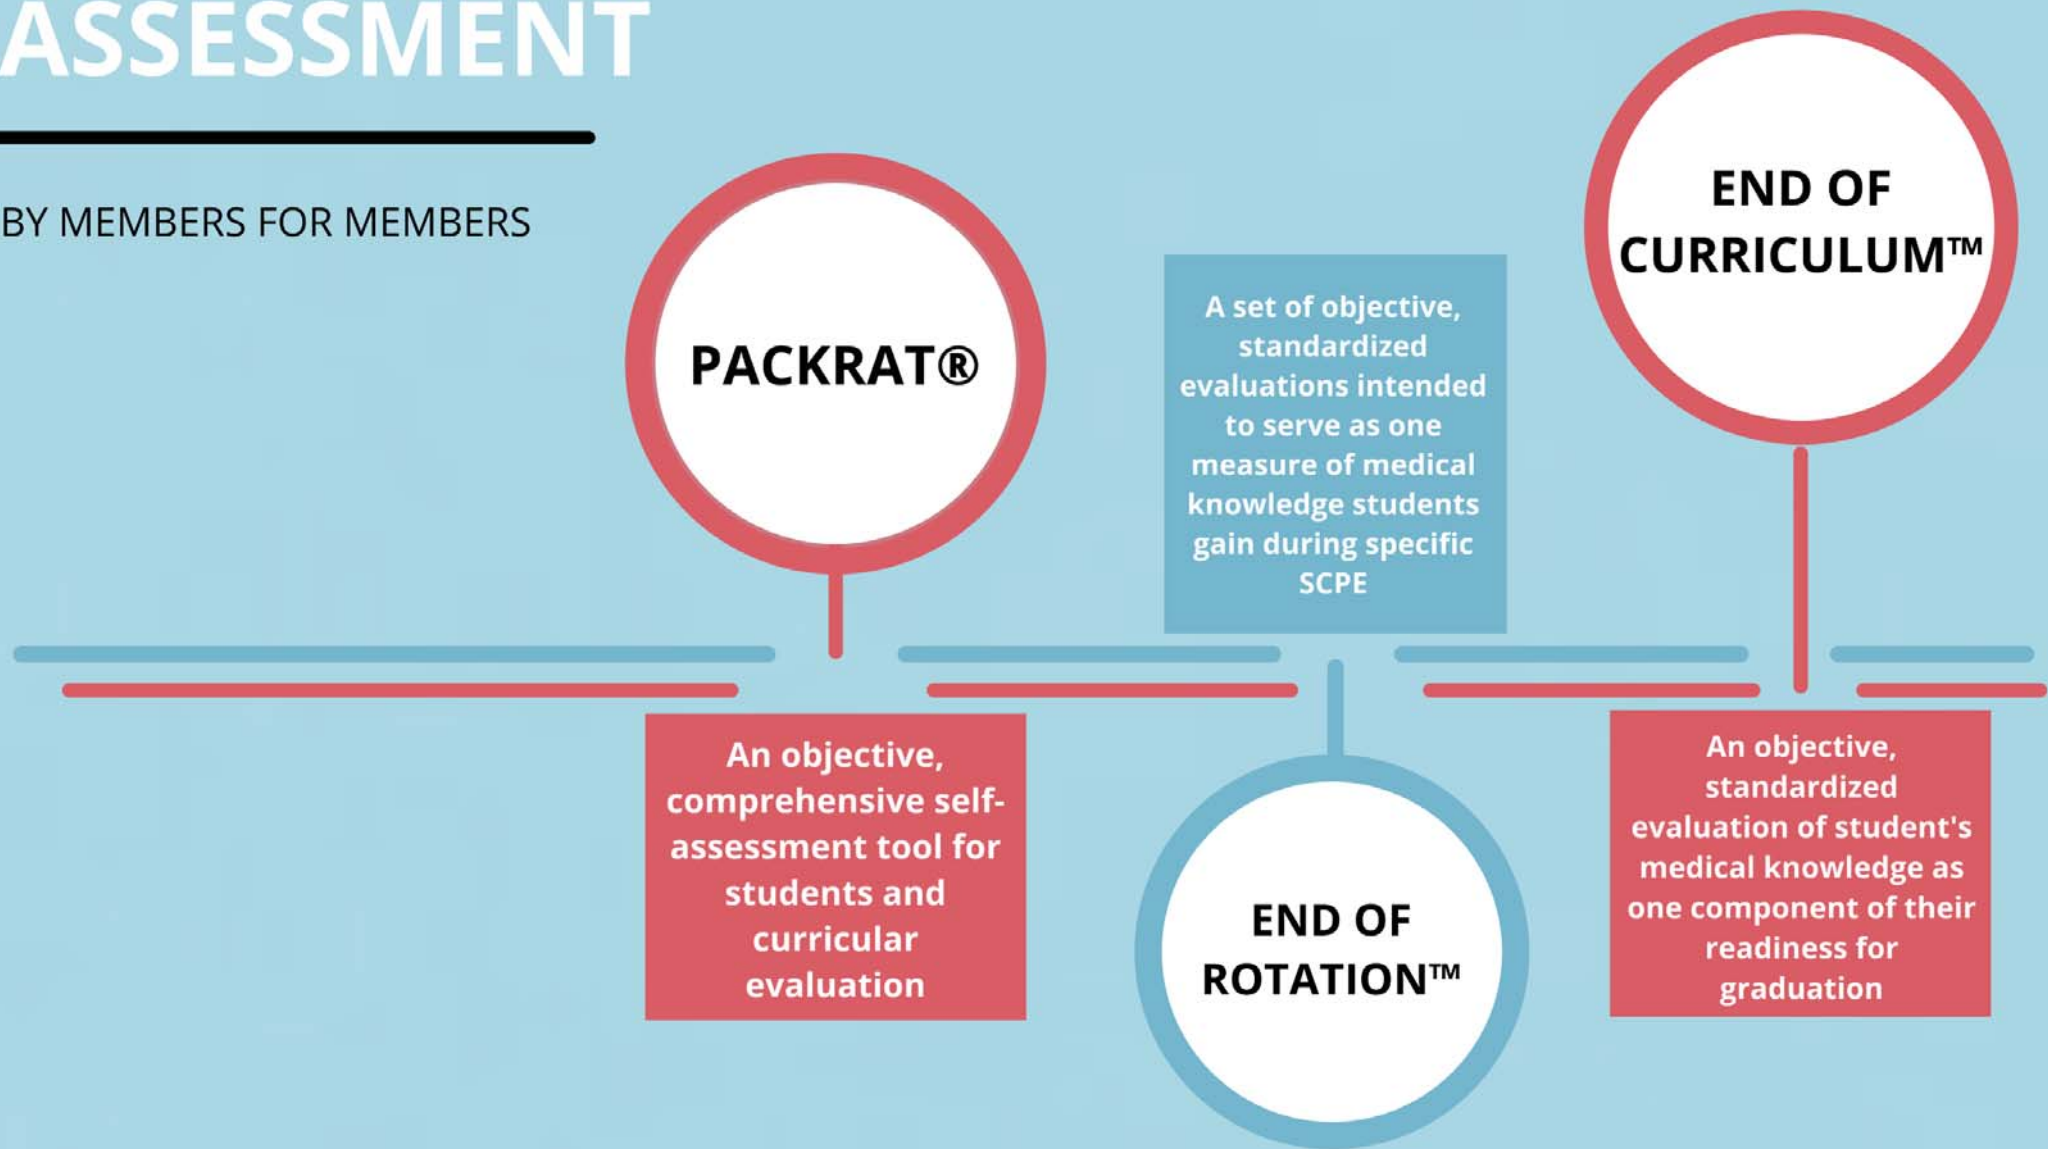 ASSESSMENT
BY MEMBERS FOR MEMBERS
PACKRAT®
An objective,
comprehensive self-
assessment tool for
students and
curricular
evaluation
A set of objective,
standardized
evaluations intended
to serve as one
measure of medical
knowledge students
gain during specific
SCPE
END OF
ROTATION™
END OF
CURRICULUM™
An objective,
standardized
evaluation of student's
medical knowledge as
one component of their
readiness for
graduation